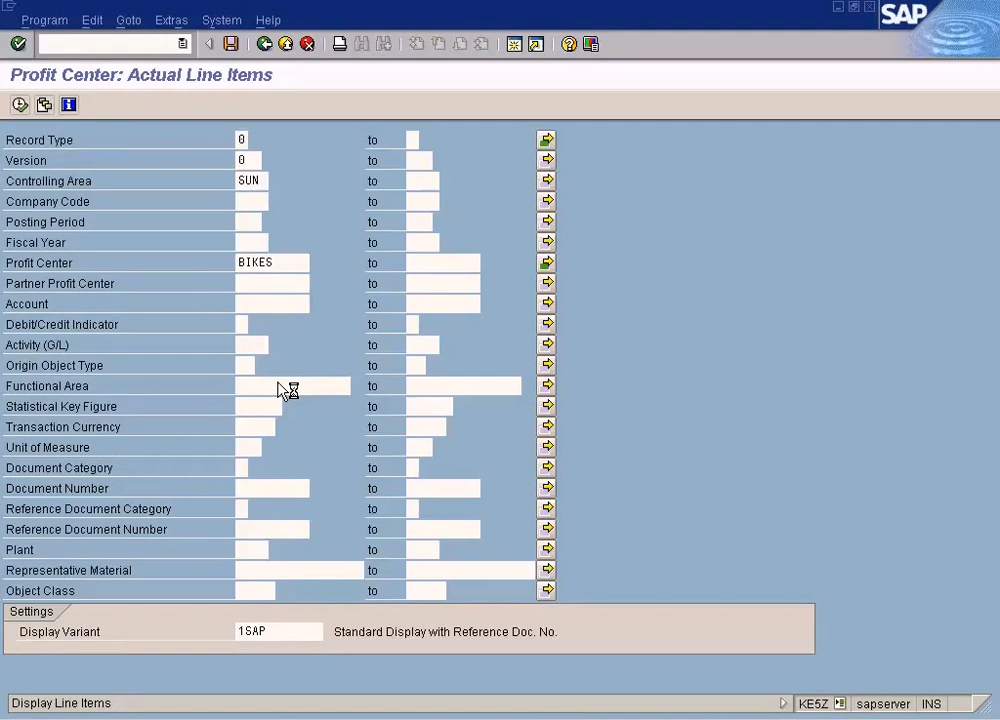 Program Edit Goto Extras System Help
SAP
Profit Center: Actual Line Items
Record Type 0 to
Version 0 to
Controlling Area SUN to
Company Code to
Posting Period to
Fiscal Year to
Profit Center BIKES to
Partner Profit Center to
Account to
Debit/Credit Indicator to
Activity (G/L) to
Origin Object Type to
Functional Area to
Statistical Key Figure to
Transaction Currency to
Unit of Measure to
Document Category to
Document Number to
Reference Document Category to
Reference Document Number to
Plant to
Representative Material to
Object Class to
Settings
Display Variant 1SAP Standard Display with Reference Doc. No.
Display Line Items KE5Z sapserver INS